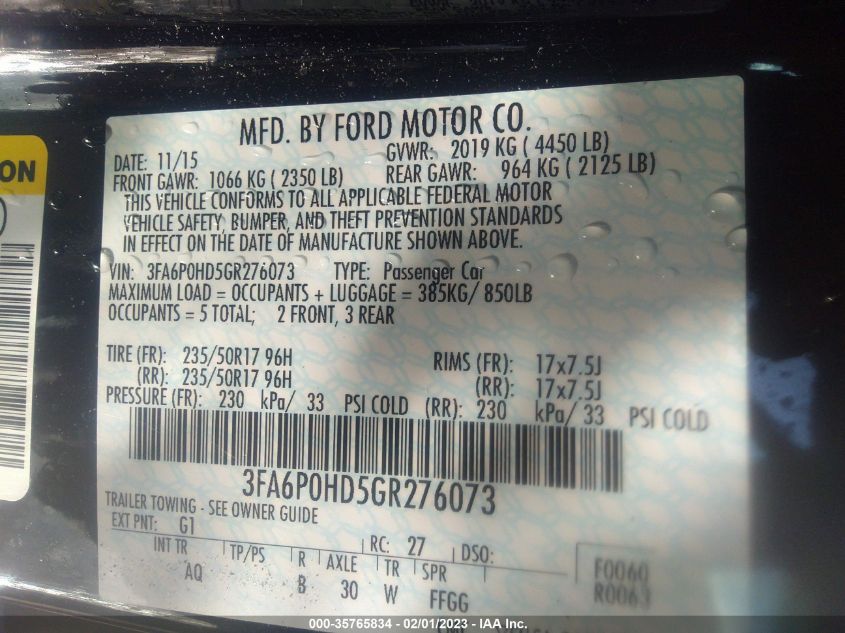 ON
MFD. BY FORD MOTOR CO.
DATE: 11/15 GVWR: 2019 KG ( 4450 LB)
FRONT GAWR: 1066 KG ( 2350 LB) REAR GAWR: 964 KG ( 2125 LB)
THIS VEHICLE CONFORMS TO ALL APPLICABLE FEDERAL MOTOR
VEHICLE SAFETY, BUMPER, AND THEFT PREVENTION STANDARDS
IN EFFECT ON THE DATE OF MANUFACTURE SHOWN ABOVE.
VIN: 3FA6P0HD5GR276073 TYPE: Passenger Car
MAXIMUM LOAD = OCCUPANTS + LUGGAGE = 385KG/ 850LB
OCCUPANTS = 5 TOTAL; 2 FRONT, 3 REAR
TIRE (FR): 235/50R17 96H RIMS (FR): 17x7.5J
(RR): 235/50R17 96H (RR): 17x7.5J
PRESSURE (FR): 230 kPa/ 33 PSI COLD (RR): 230 kPa/ 33 PSI COLD
3FA6P0HD5GR276073
TRAILER TOWING - SEE OWNER GUIDE
EXT PNT: G1 RC: 27 DSO:
INT TR TP/PS R AXLE TR SPR F0060
AQ B 30 W FFGG R0063
000-35765834 - 02/01/2023 - IAA Inc.